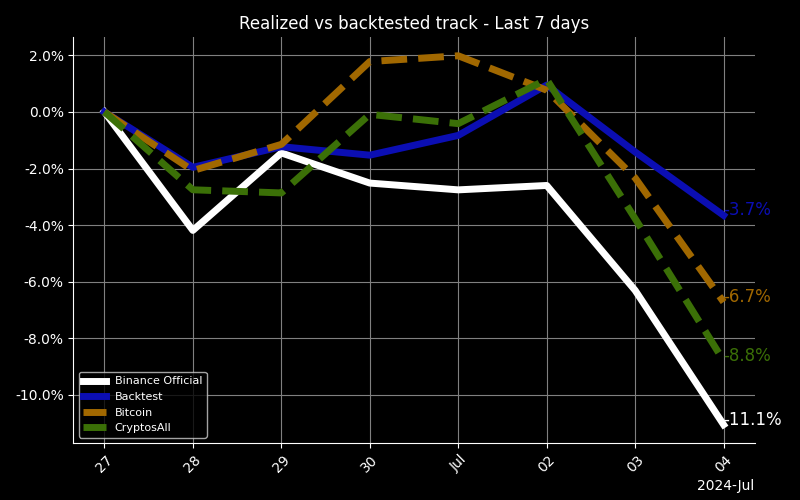 Realized vs backtested track - Last 7 days
2.0%
0.0%
-2.0%
-4.0%
-6.0%
-8.0%
-10.0%
-3.7%
-6.7%
-8.8%
-11.1%
Binance Official
Backtest
Bitcoin
CryptosAll
27
28
29
30
Jul
02
03
04
2024-Jul